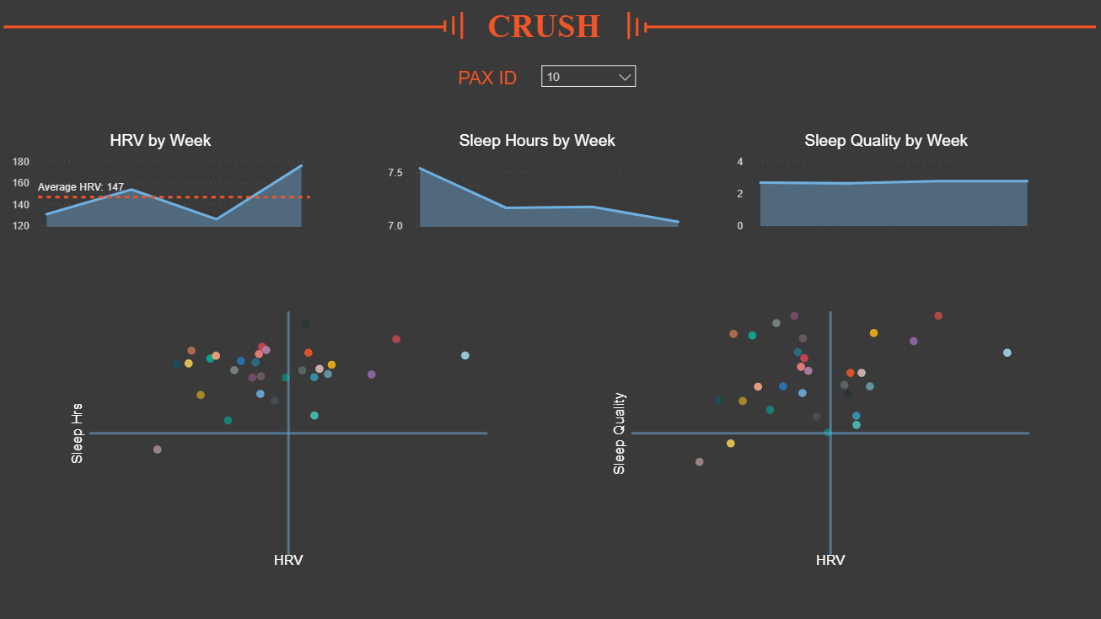 CRUSH
PAX ID 10
HRV by Week
180
160
140
120
Average HRV: 147
Sleep Hours by Week
7.5
7.0
Sleep Quality by Week
4
2
0
Sleep Hrs
HRV
Sleep Quality
HRV